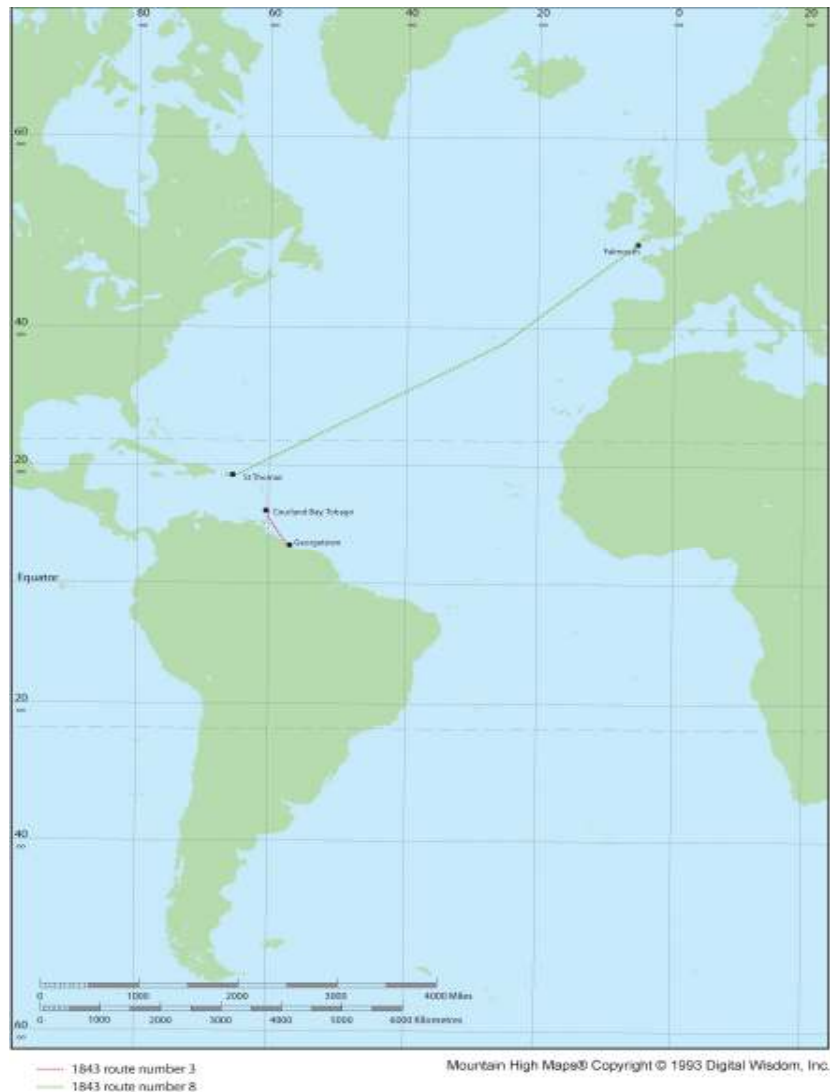 80 60 40 20 0 20
60
Falmouth
40
20
St Thomas
Courland Bay Tobago
Georgetown
Equator
20
40
0 1000 2000 3000 4000 Miles
0 1000 2000 3000 4000 5000 6000 Kilometres
60
1843 route number 3
Mountain High Maps® Copyright © 1993 Digital Wisdom, Inc.
1843 route number 8